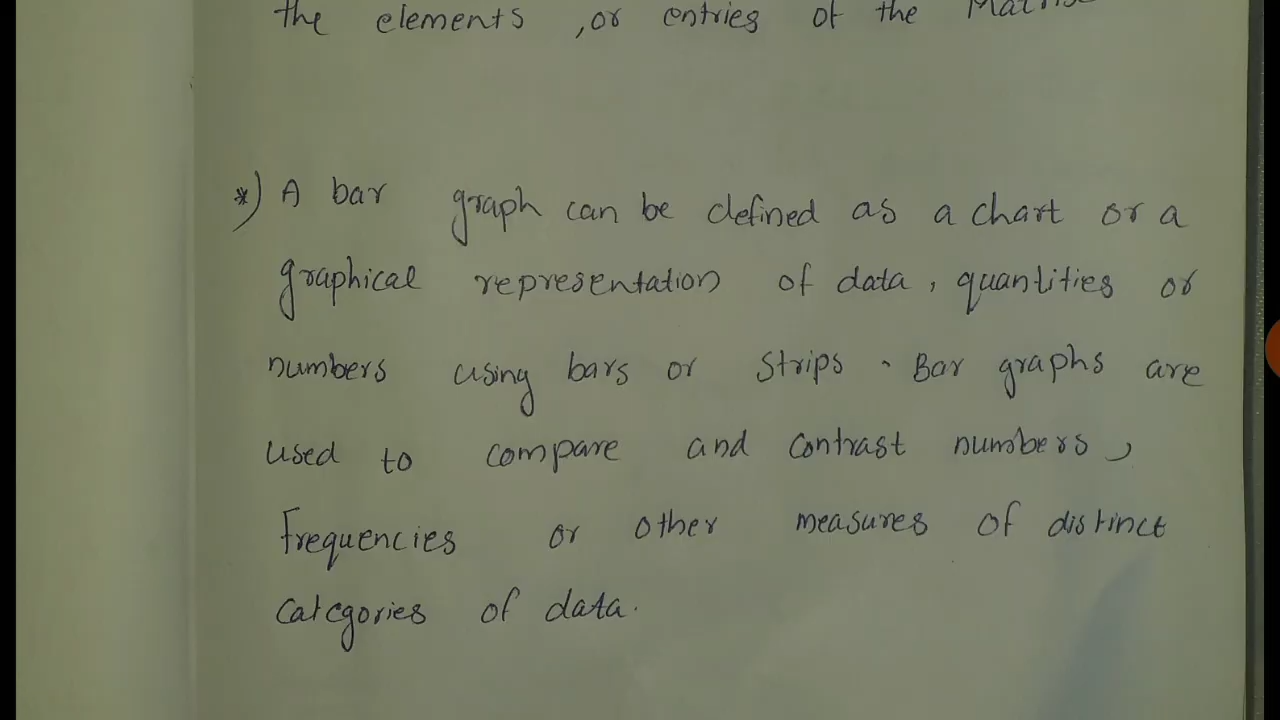 the elements , or entries of the
*) A bar graph can be defined as a chart or a
graphical representation of data, quantities or
numbers using bars or strips. Bar graphs are
used to compare and contrast numbers,
Frequencies or other measures of distinct
categories of data.